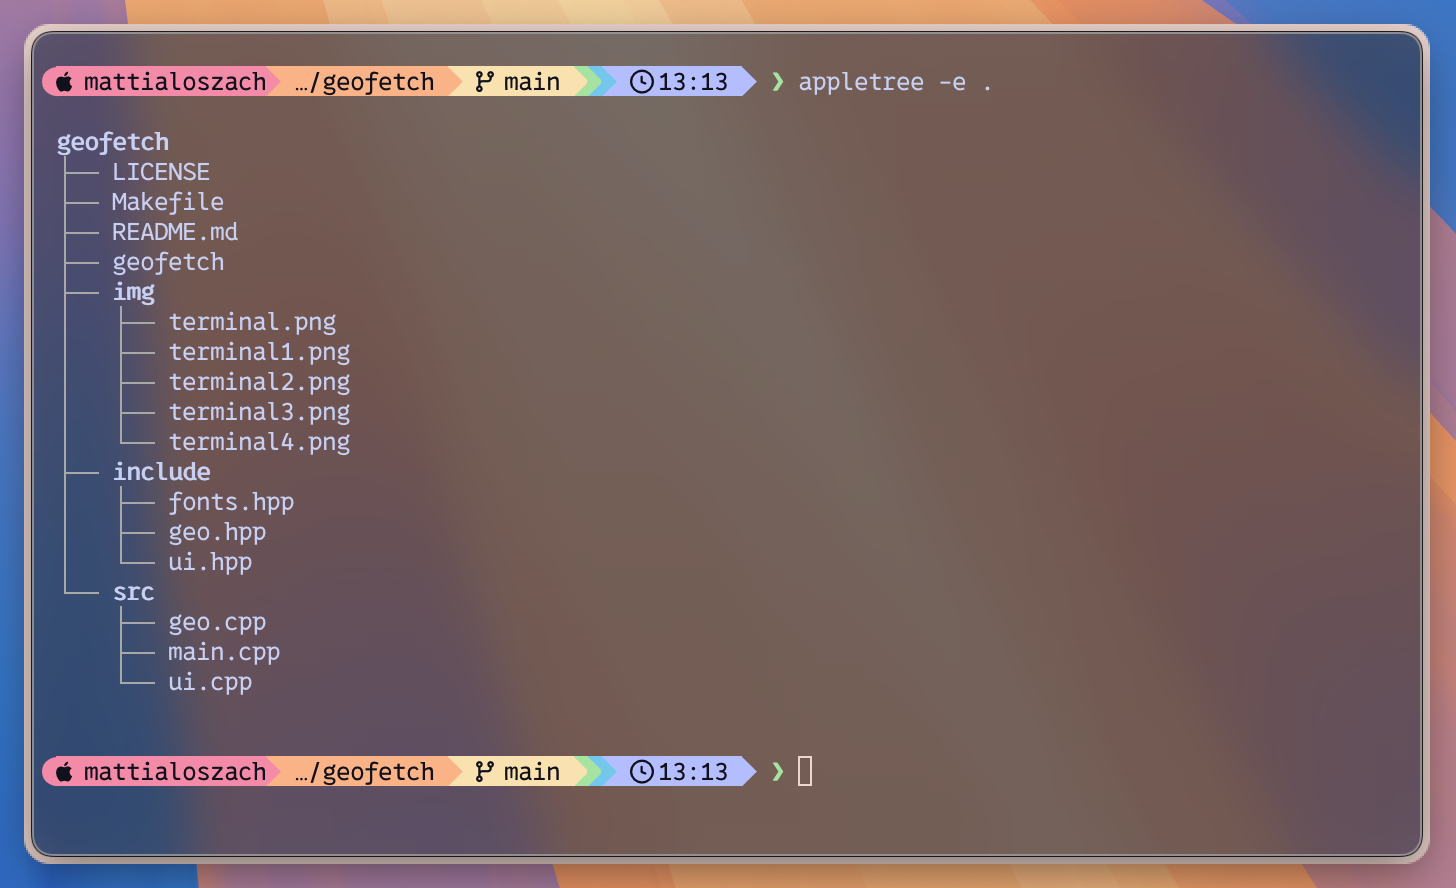 mattialoszach …/geofetch main 13:13 ❯ appletree -e .
geofetch
├── LICENSE
├── Makefile
├── README.md
├── geofetch
├── img
│   ├── terminal.png
│   ├── terminal1.png
│   ├── terminal2.png
│   ├── terminal3.png
│   └── terminal4.png
├── include
│   ├── fonts.hpp
│   ├── geo.hpp
│   └── ui.hpp
└── src
    ├── geo.cpp
    ├── main.cpp
    └── ui.cpp
mattialoszach …/geofetch main 13:13 ❯